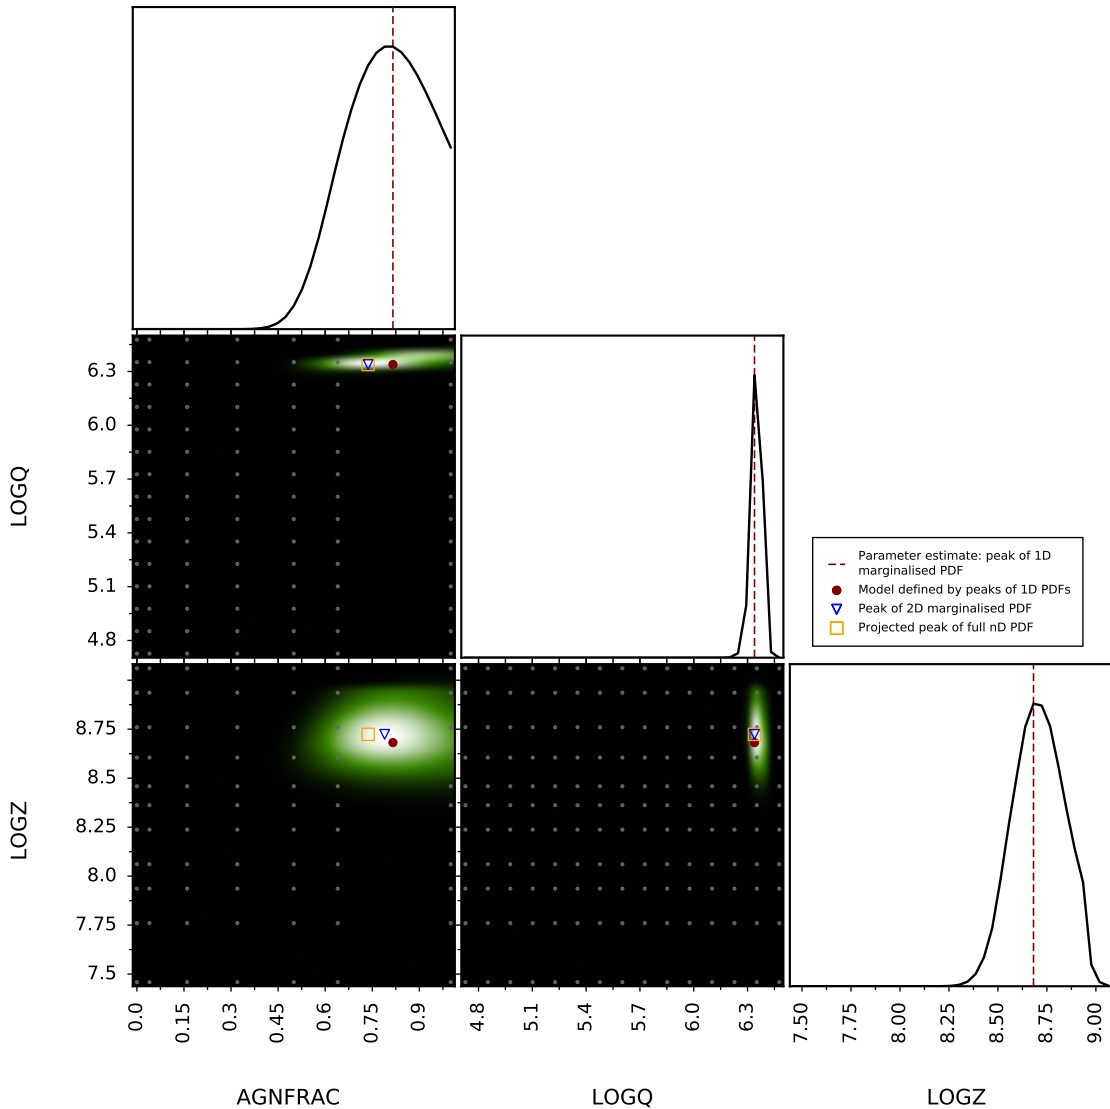 LOGQ
6.3
6.0
5.7
5.4
5.1
4.8
Parameter estimate: peak of 1D
marginalised PDF
Model defined by peaks of 1D PDFs
Peak of 2D marginalised PDF
Projected peak of full nD PDF
LOGZ
8.75
8.5
8.25
8.0
7.75
7.5
0.0 0.15 0.3 0.45 0.6 0.75 0.9
4.8 5.1 5.4 5.7 6.0 6.3
7.50 7.75 8.00 8.25 8.50 8.75 9.00
AGNFRAC
LOGQ
LOGZ